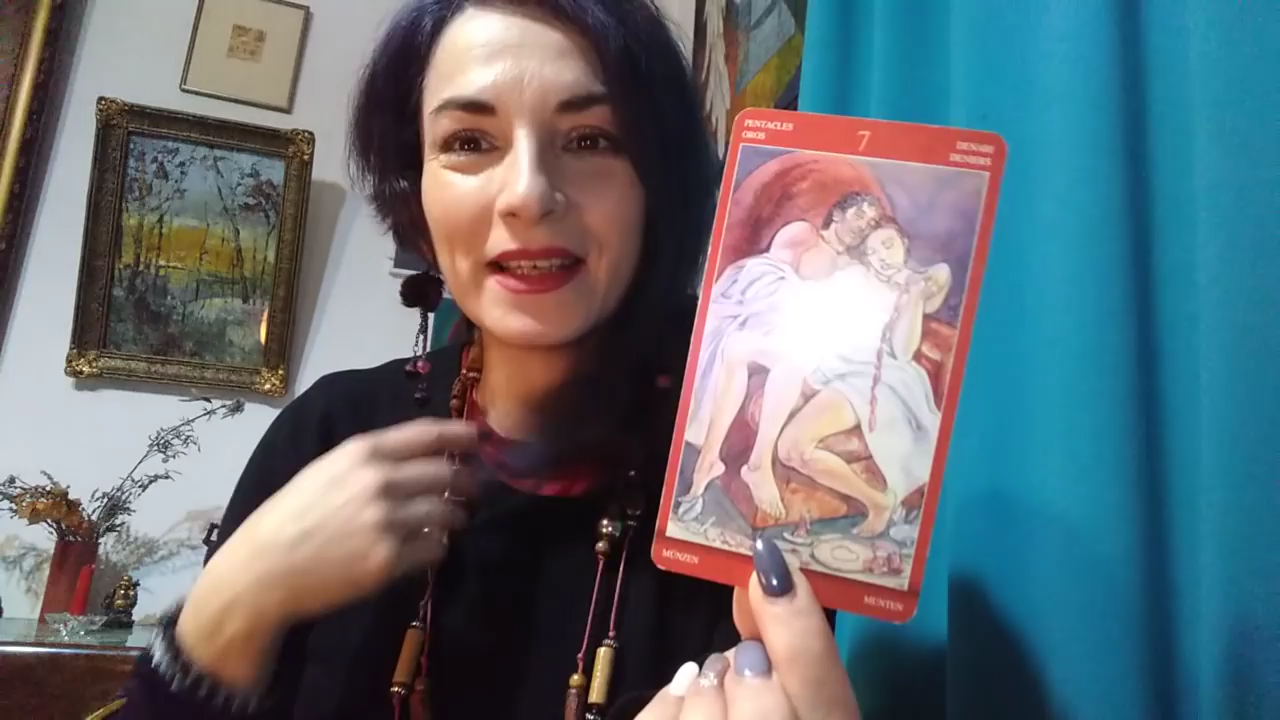 PENTACLES
OROS
7
DENARI
DENIERS
MÜNZEN
MUNTEN